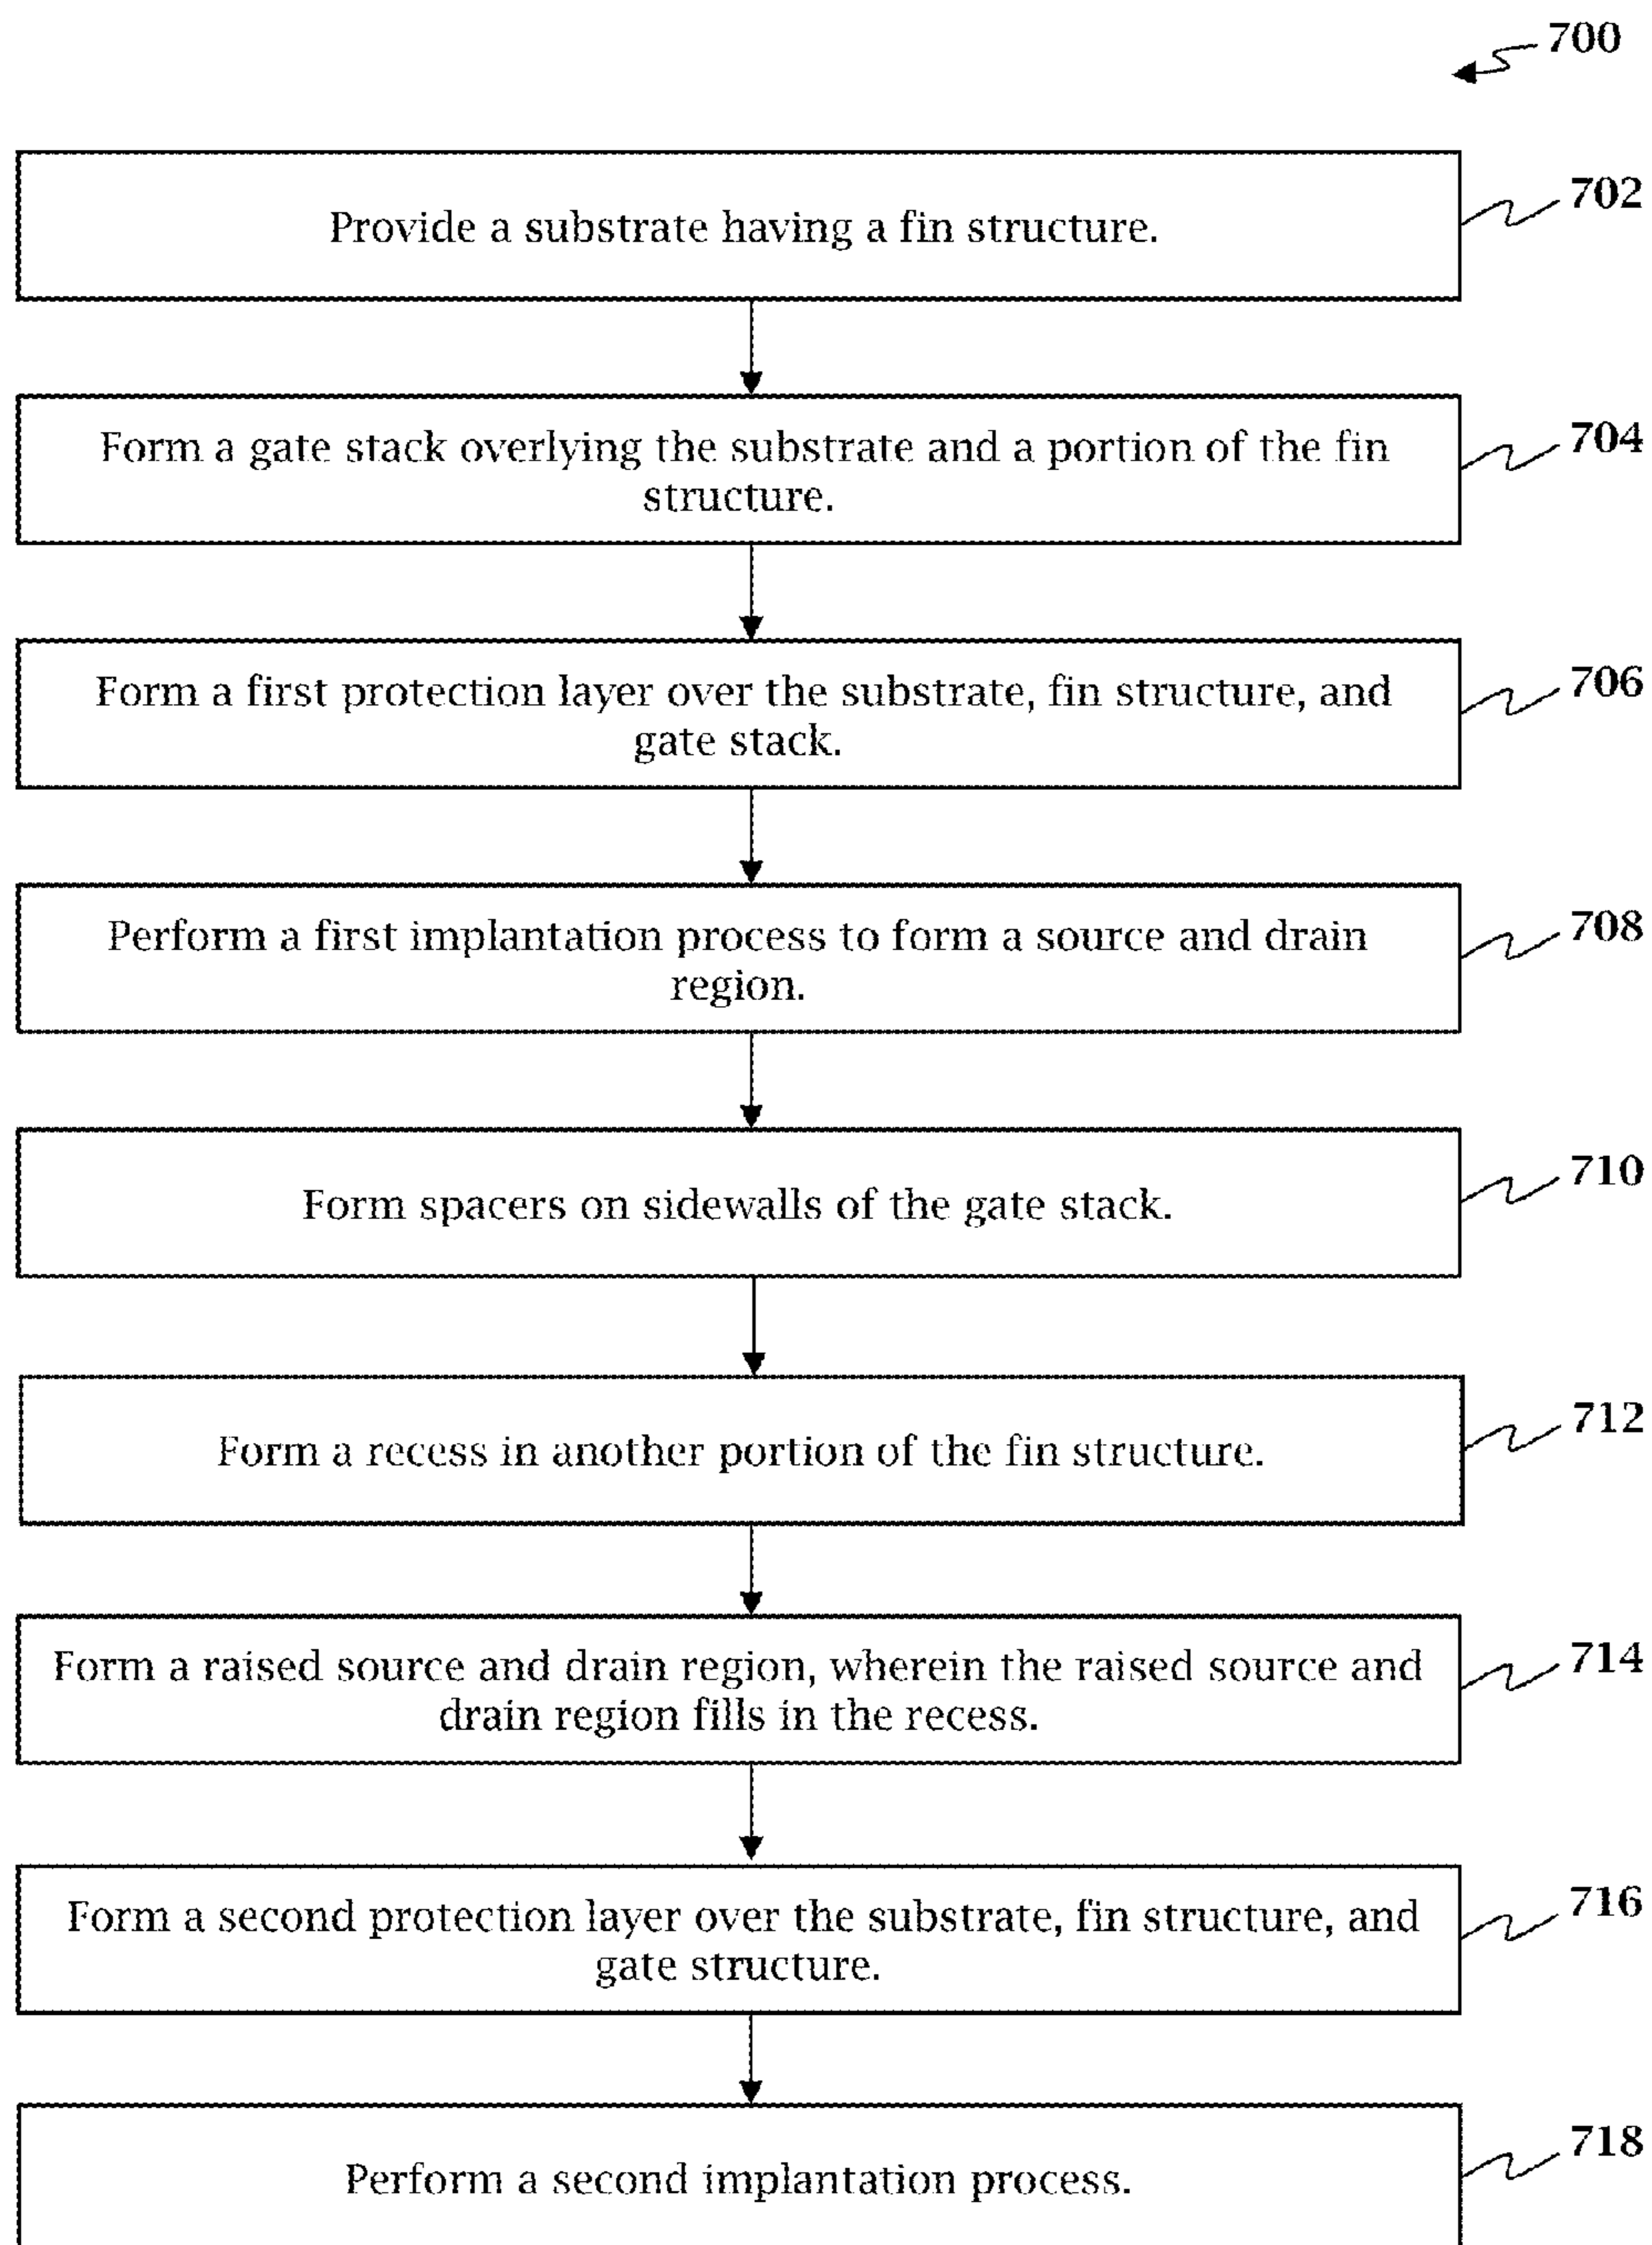 700
Provide a substrate having a fin structure.
702
Form a gate stack overlying the substrate and a portion of the fin
structure.
704
Form a first protection layer over the substrate, fin structure, and
gate stack.
706
Perform a first implantation process to form a source and drain
region.
708
Form spacers on sidewalls of the gate stack.
710
Form a recess in another portion of the fin structure.
712
Form a raised source and drain region, wherein the raised source and
drain region fills in the recess.
714
Form a second protection layer over the substrate, fin structure, and
gate structure.
716
Perform a second implantation process.
718